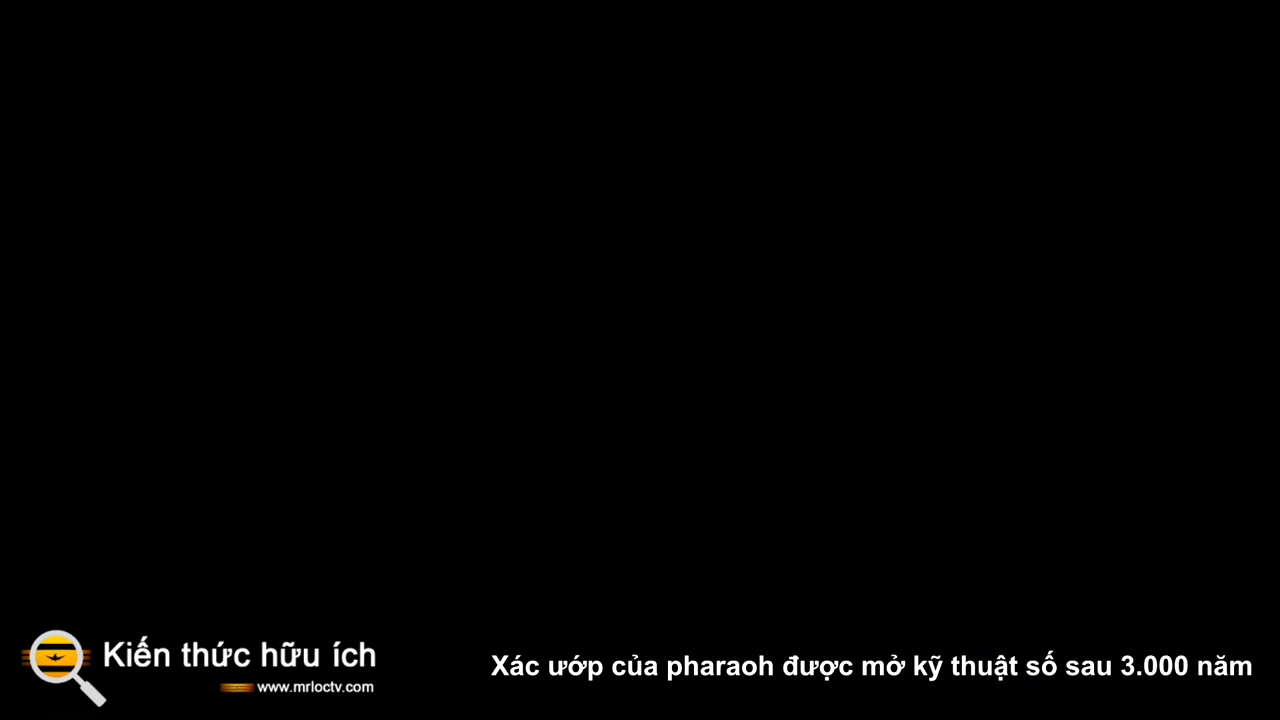 Kiến thức hữu ích
www.mrloctv.com
Xác ướp của pharaoh được mở kỹ thuật số sau 3.000 năm